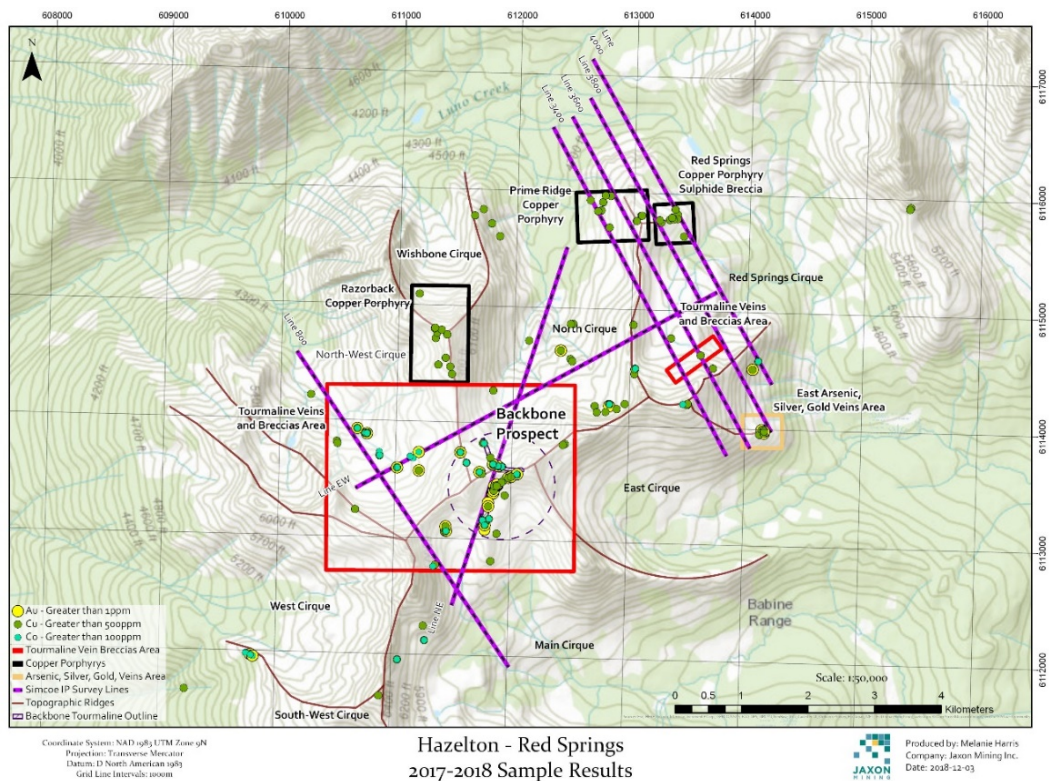 608000
609000
610000
611000
612000
613000
614000
615000
616000
N
6117000
6116000
6115000
6114000
6113000
6112000
Line
4000
Line 3800
Line 3600
Line 3400
Luno Creek
4600 ft
4200 ft
4300 ft
4500 ft
4100 ft
4000 ft
Red Springs
Copper Porphyry
Sulphide Breccia
Prime Ridge
Copper
Porphyry
Wishbone Cirque
Razorback
Copper Porphyry
Red Springs Cirque
Tourmaline Veins
and Breccias Area
North Cirque
North-West Cirque
Line 800
East Arsenic,
Silver, Gold Veins Area
Tourmaline Veins
and Breccias Area
Backbone
Prospect
Line EW
East Cirque
West Cirque
Line NE
Main Cirque
Babine
Range
South-West Cirque
Au - Greater than 1ppm
Cu - Greater than 500ppm
Co - Greater than 100ppm
Tourmaline Vein Breccias Area
Copper Porphyrys
Arsenic, Silver, Gold, Veins Area
Simcoe IP Survey Lines
Topographic Ridges
Backbone Tourmaline Outline
Scale: 1:50,000
0 0.5 1 2 3 4
Kilometers
Coordinate System: NAD 1983 UTM Zone 9N
Projection: Transverse Mercator
Datum: D North American 1983
Grid Line Intervals: 1000m
Hazelton - Red Springs
2017-2018 Sample Results
JAXON
MINING
Produced by: Melanie Harris
Company: Jaxon Mining Inc.
Date: 2018-12-03